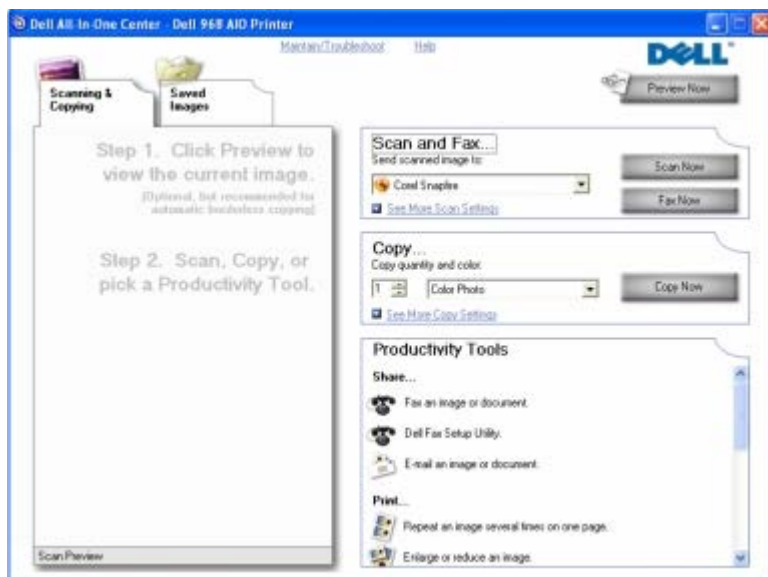 Dell All-In-One Center - Dell 968 AIO Printer
Maintain/Troubleshoot
Help
DELL™
Scanning &
Copying
Saved
Images
Preview Now
Step 1. Click Preview to
view the current image.
(Optional, but recommended for
automatic borderless copying)
Step 2. Scan, Copy, or
pick a Productivity Tool.
Scan Preview
Scan and Fax...
Send scanned image to:
Corel Snapfire
See More Scan Settings
Scan Now
Fax Now
Copy...
Copy quantity and color:
1
Color Photo
See More Copy Settings
Copy Now
Productivity Tools
Share...
Fax an image or document.
Dell Fax Setup Utility.
E-mail an image or document.
Print...
Repeat an image several times on one page.
Enlarge or reduce an image.